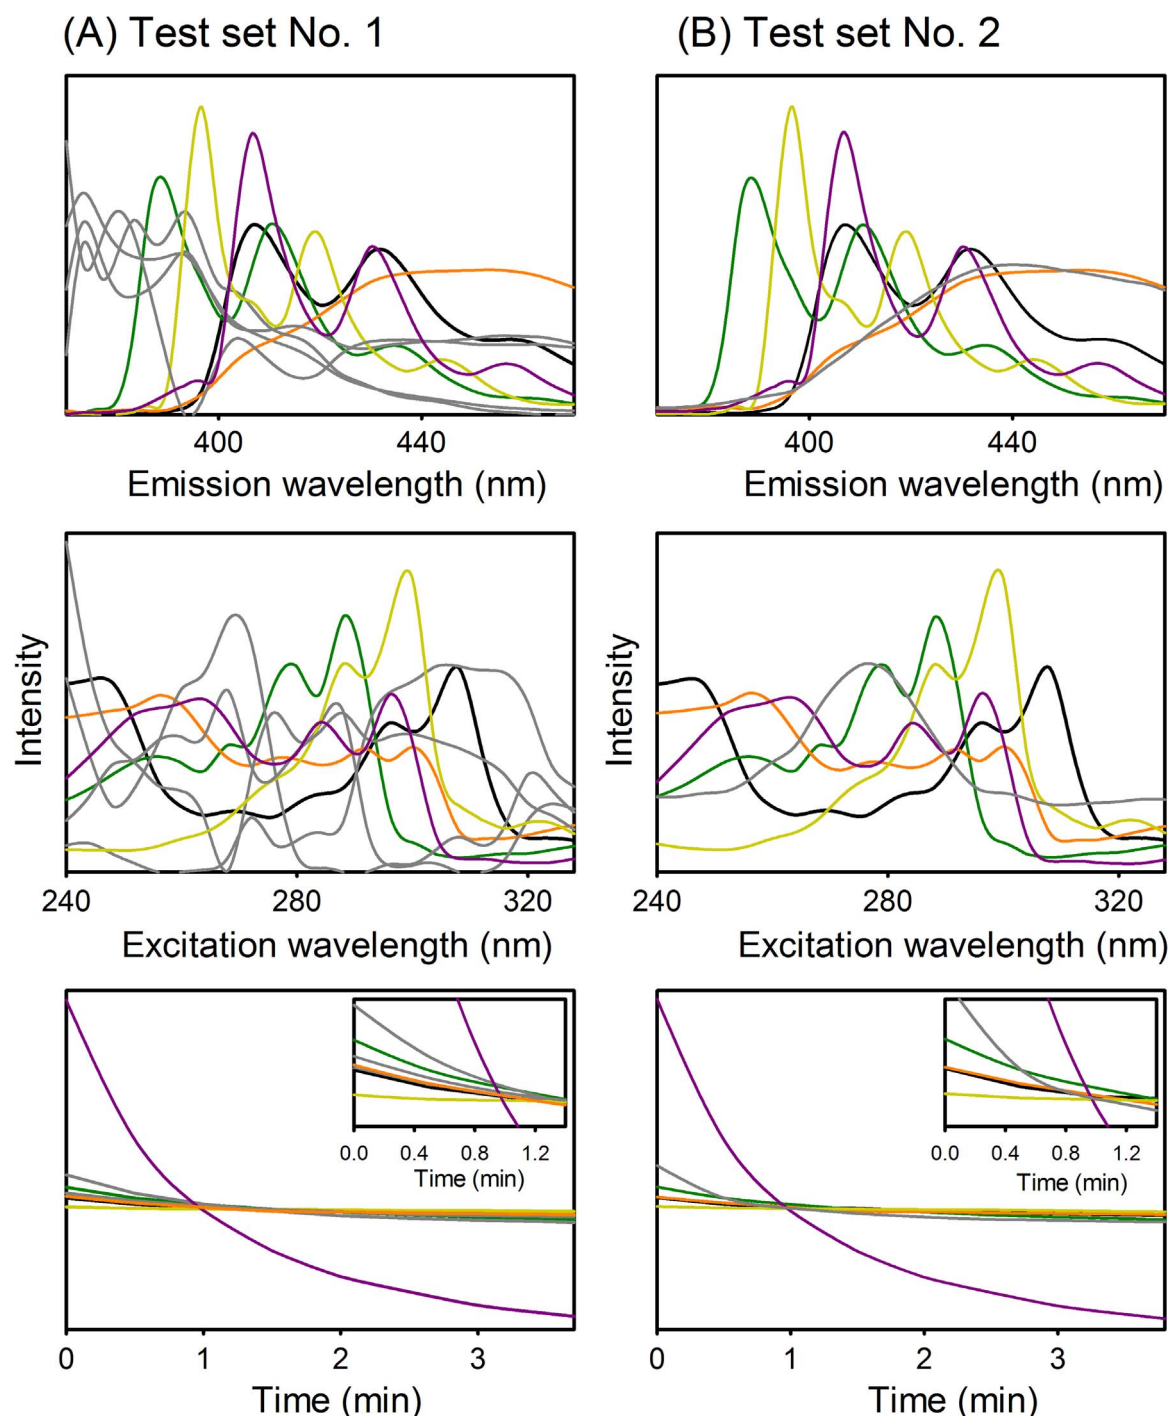 (A) Test set No. 1
(B) Test set No. 2
400 440
Emission wavelength (nm)
400 440
Emission wavelength (nm)
Intensity
240 280 320
Excitation wavelength (nm)
Intensity
240 280 320
Excitation wavelength (nm)
0.0 0.4 0.8 1.2
Time (min)
0 1 2 3
Time (min)
0.0 0.4 0.8 1.2
Time (min)
0 1 2 3
Time (min)